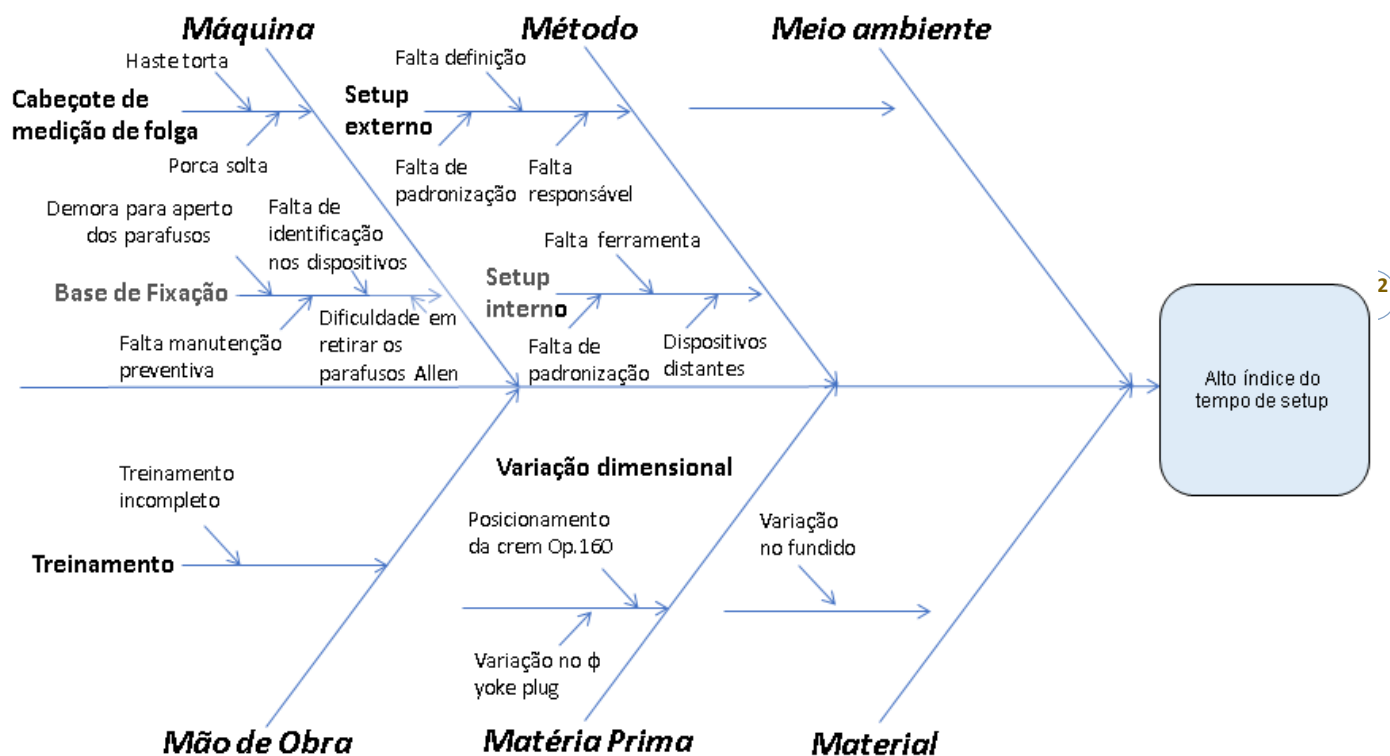 Máquina
Método
Meio ambiente
Haste torta
Falta definição
Cabeçote de
medição de folga
Setup
externo
Porca solta
Falta de
padronização
Falta
responsável
Demora para aperto
dos parafusos
Falta de
identificação
nos dispositivos
Falta ferramenta
Base de Fixação
Setup
interno
2
Falta manutenção
preventiva
Dificuldade em
retirar os
parafusos Allen
Falta de
padronização
Dispositivos
distantes
Alto índice do
tempo de setup
Variação dimensional
Treinamento
incompleto
Posicionamento
da crem Op.160
Variação
no fundido
Treinamento
Variação no ϕ
yoke plug
Mão de Obra
Matéria Prima
Material